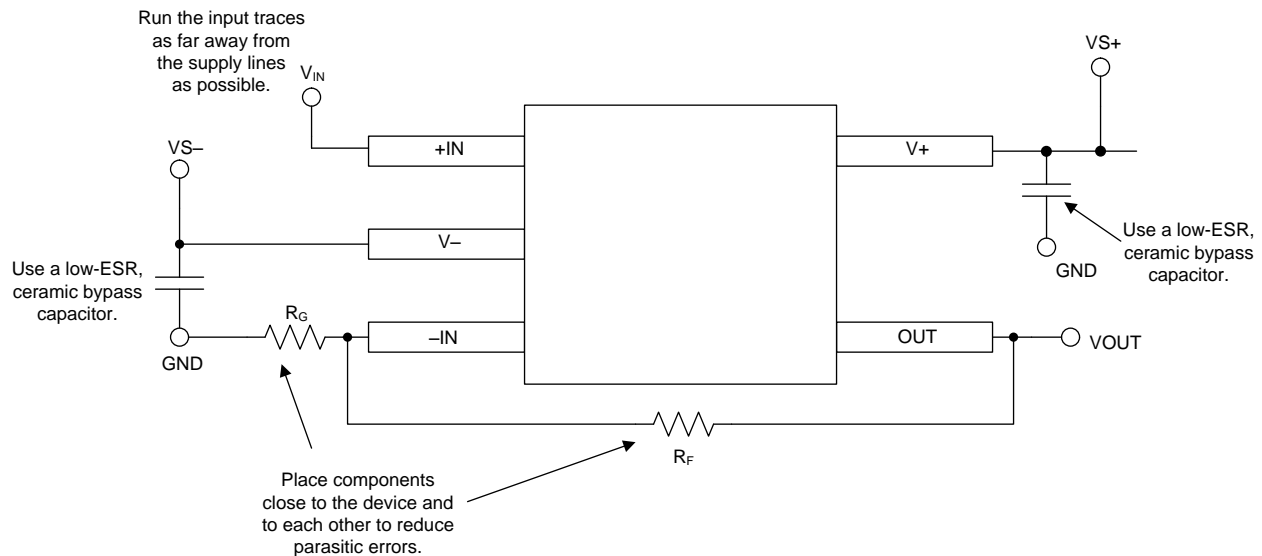 Run the input traces
as far away from
the supply lines
as possible.
VIN
VS+
VS–
+IN
V+
V–
Use a low-ESR,
ceramic bypass
capacitor.
GND
Use a low-ESR,
ceramic bypass
capacitor.
RG
–IN
OUT
VOUT
GND
RF
Place components
close to the device and
to each other to reduce
parasitic errors.